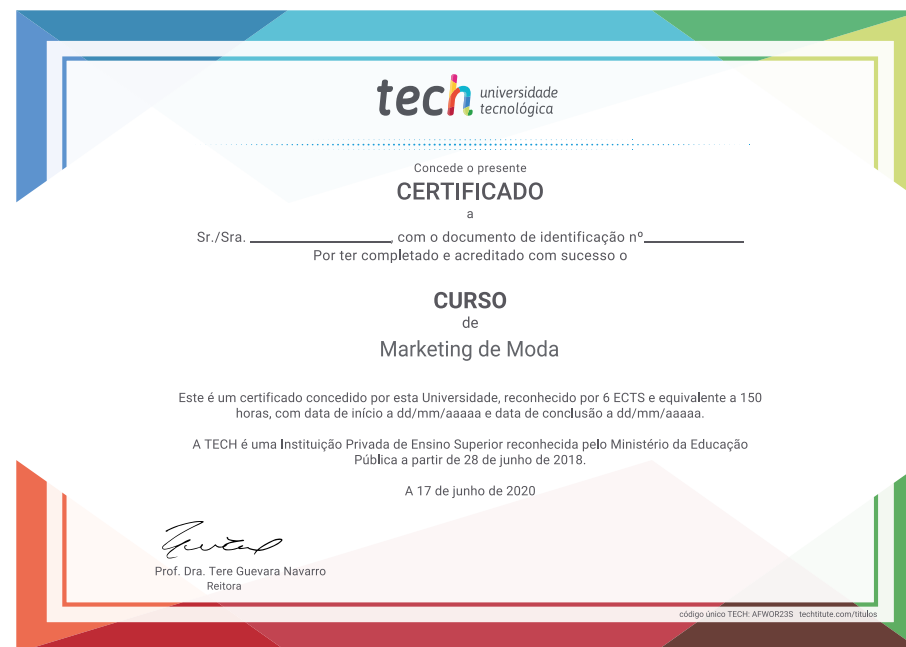 tech universidade
tecnológica
Concede o presente
CERTIFICADO
a
Sr./Sra. ____________________, com o documento de identificação nº______________
Por ter completado e acreditado com sucesso o
CURSO
de
Marketing de Moda
Este é um certificado concedido por esta Universidade, reconhecido por 6 ECTS e equivalente a 150
horas, com data de início a dd/mm/aaaaa e data de conclusão a dd/mm/aaaaa.
A TECH é uma Instituição Privada de Ensino Superior reconhecida pelo Ministério da Educação
Pública a partir de 28 de junho de 2018.
A 17 de junho de 2020
Prof. Dra. Tere Guevara Navarro
Reitora
código único TECH: AFWOR23S techtitute.com/titulos